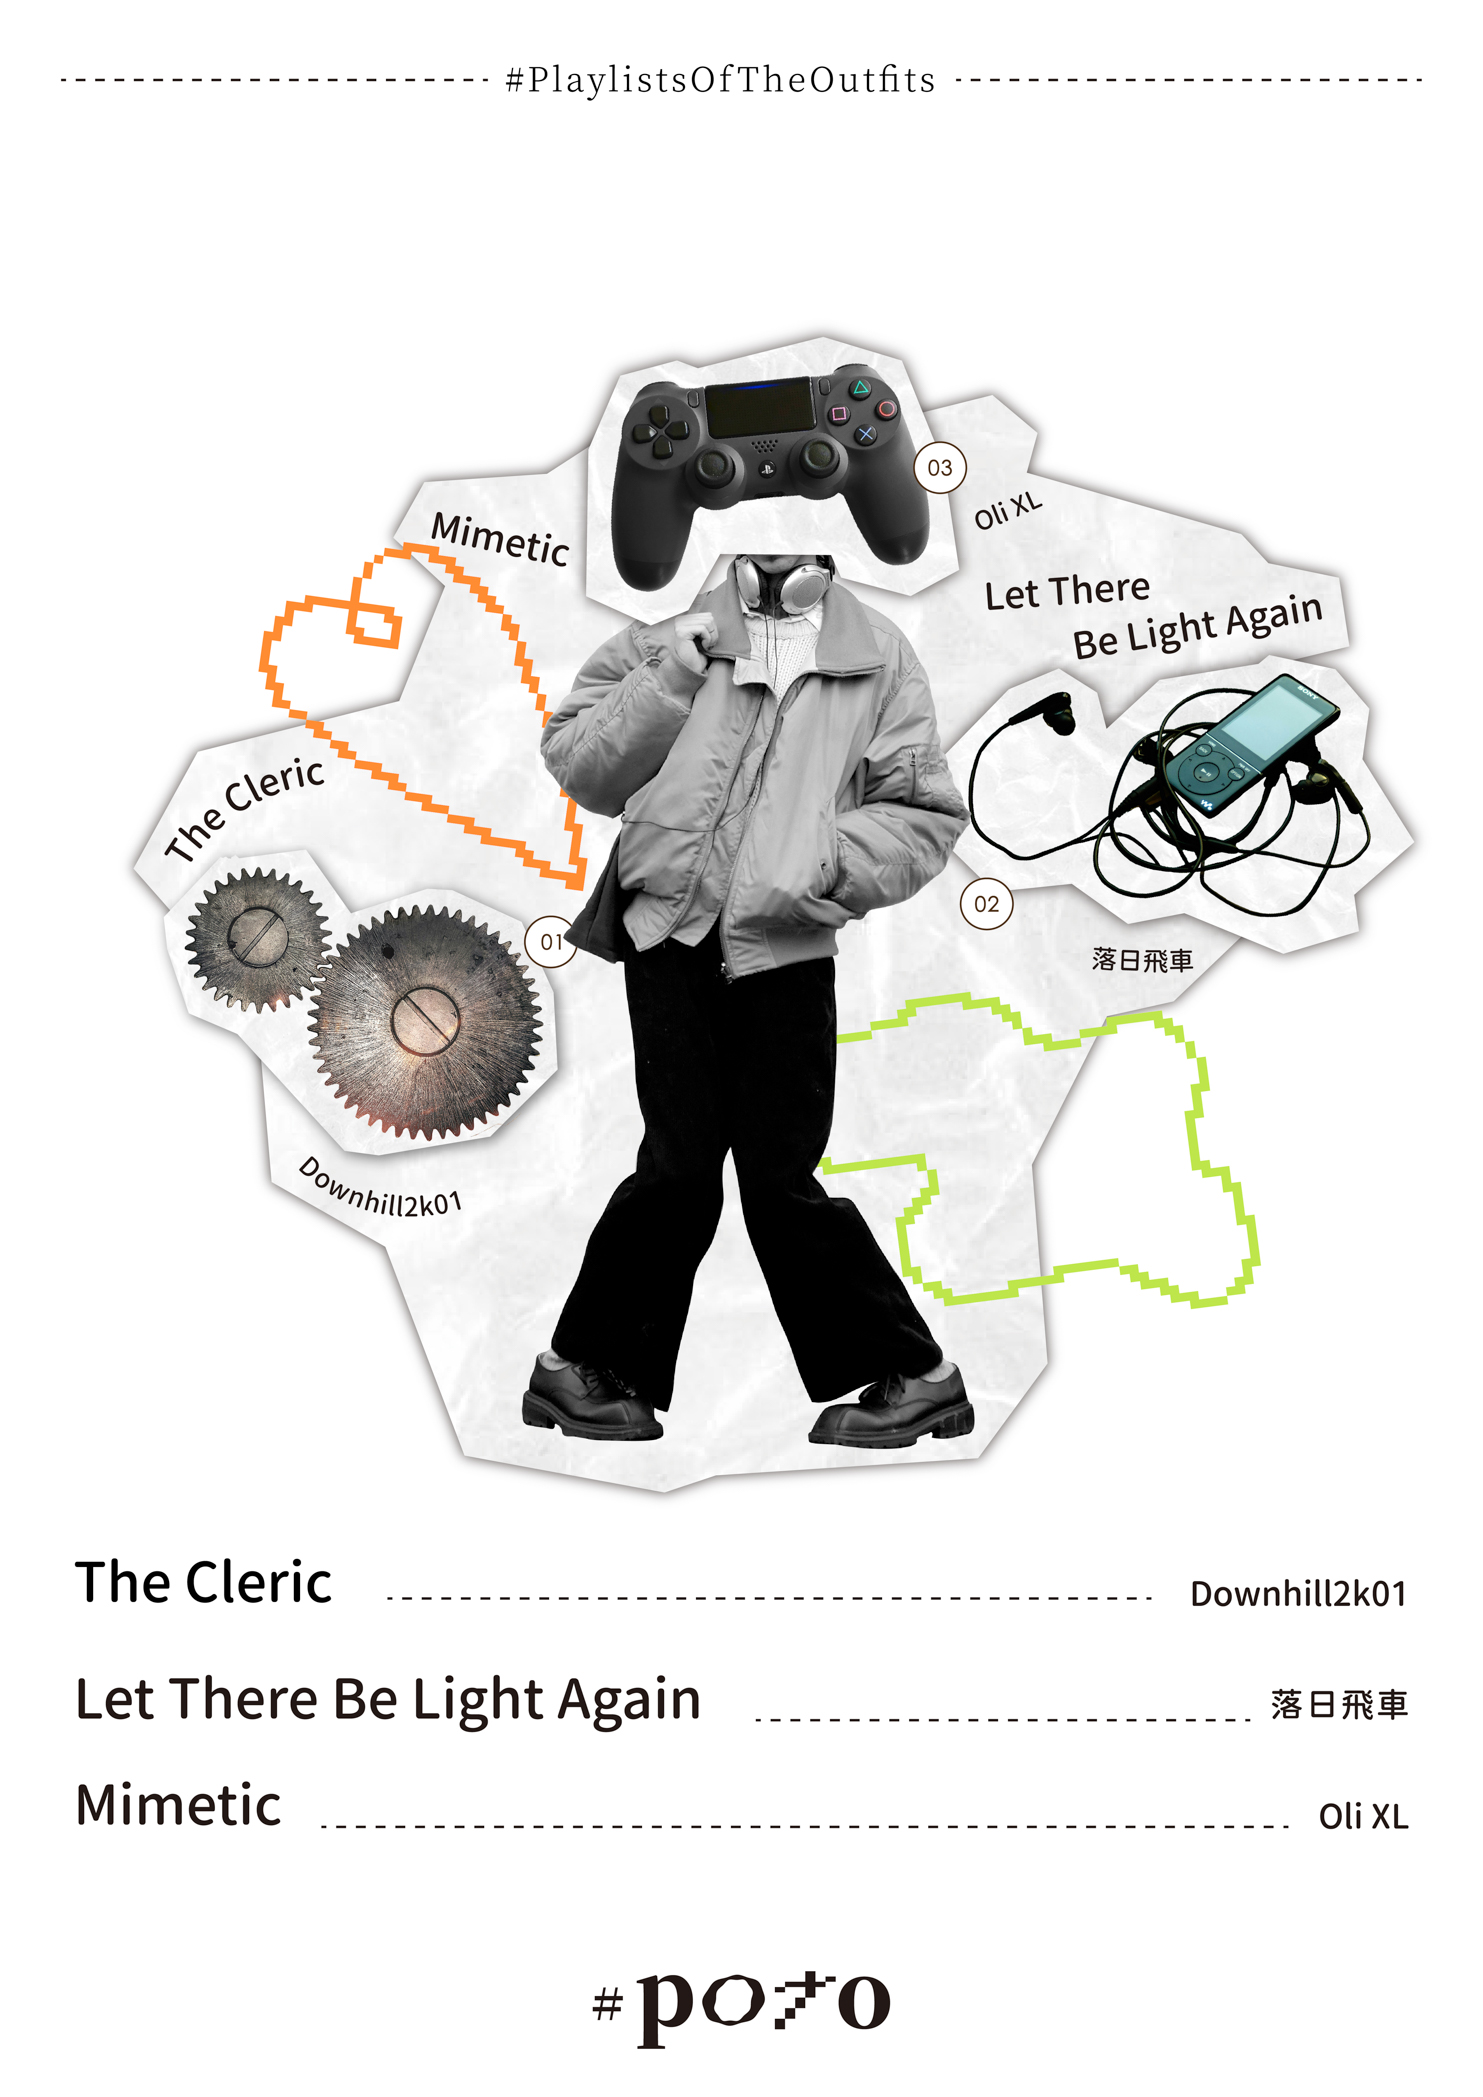 #PlaylistsOfTheOutfits
03
Oli XL
Mimetic
Let There
Be Light Again
SONY
The Cleric
02
01
落日飛車
Downhill2k01
The Cleric Downhill2k01
Let There Be Light Again 落日飛車
Mimetic Oli XL
#poto